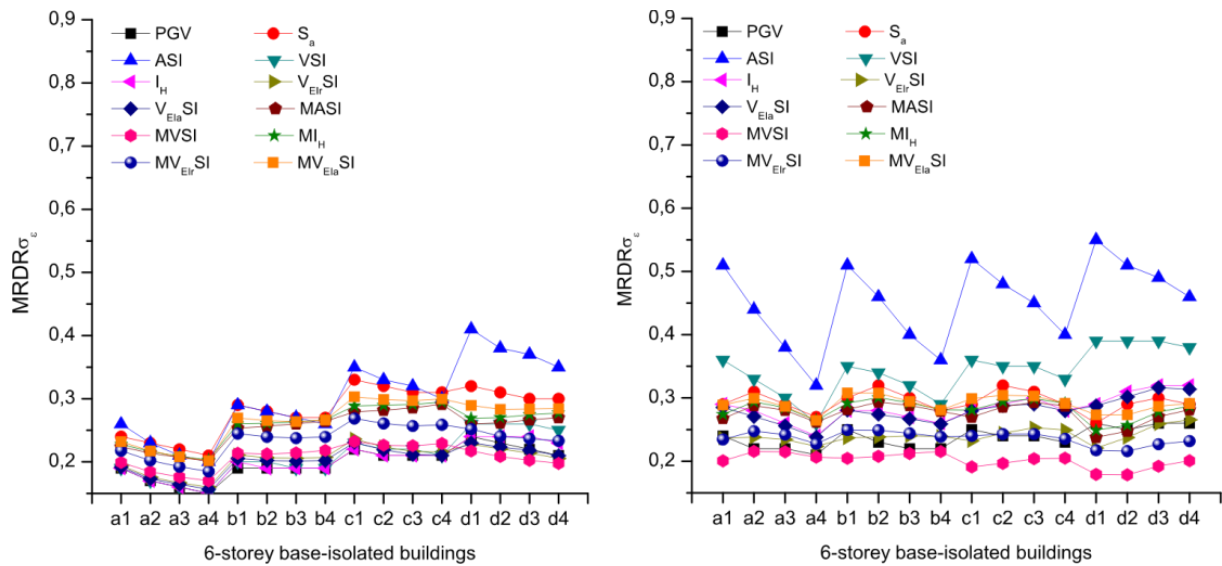 0,9
0,8
0,7
0,6
0,5
0,4
0,3
0,2
MRDRσε
PGV Sa
ASI VSI
IH VElrSI
VElaSI MASI
MVSI MIH
MVElrSI MVElaSI
a1 a2 a3 a4 b1 b2 b3 b4 c1 c2 c3 c4 d1 d2 d3 d4
6-storey base-isolated buildings
0,9
0,8
0,7
0,6
0,5
0,4
0,3
0,2
MRDRσε
PGV Sa
ASI VSI
IH VElrSI
VElaSI MASI
MVSI MIH
MVElrSI MVElaSI
a1 a2 a3 a4 b1 b2 b3 b4 c1 c2 c3 c4 d1 d2 d3 d4
6-storey base-isolated buildings